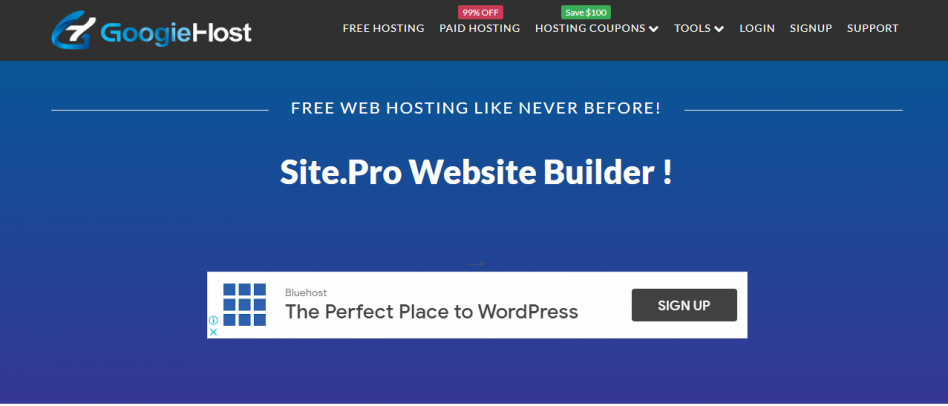 99% OFF
Save $100
GoogieHost
FREE HOSTING
PAID HOSTING
HOSTING COUPONS
TOOLS
LOGIN
SIGNUP
SUPPORT
FREE WEB HOSTING LIKE NEVER BEFORE!
Site.Pro Website Builder !
Bluehost
The Perfect Place to WordPress
SIGN UP